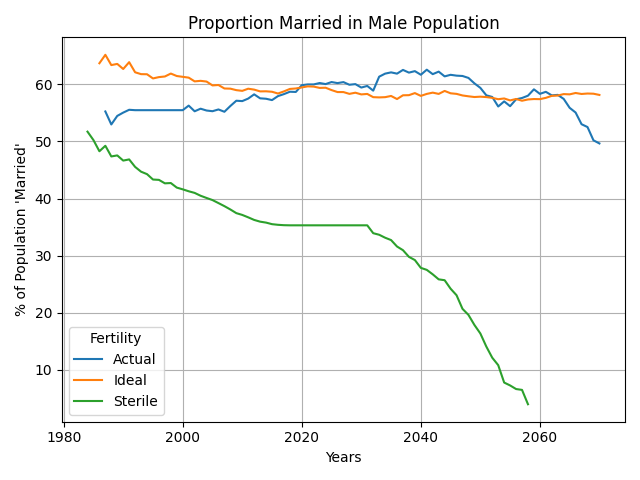 Proportion Married in Male Population
% of Population 'Married'
60
50
40
30
20
10
Fertility
Actual
Ideal
Sterile
1980 2000 2020 2040 2060
Years